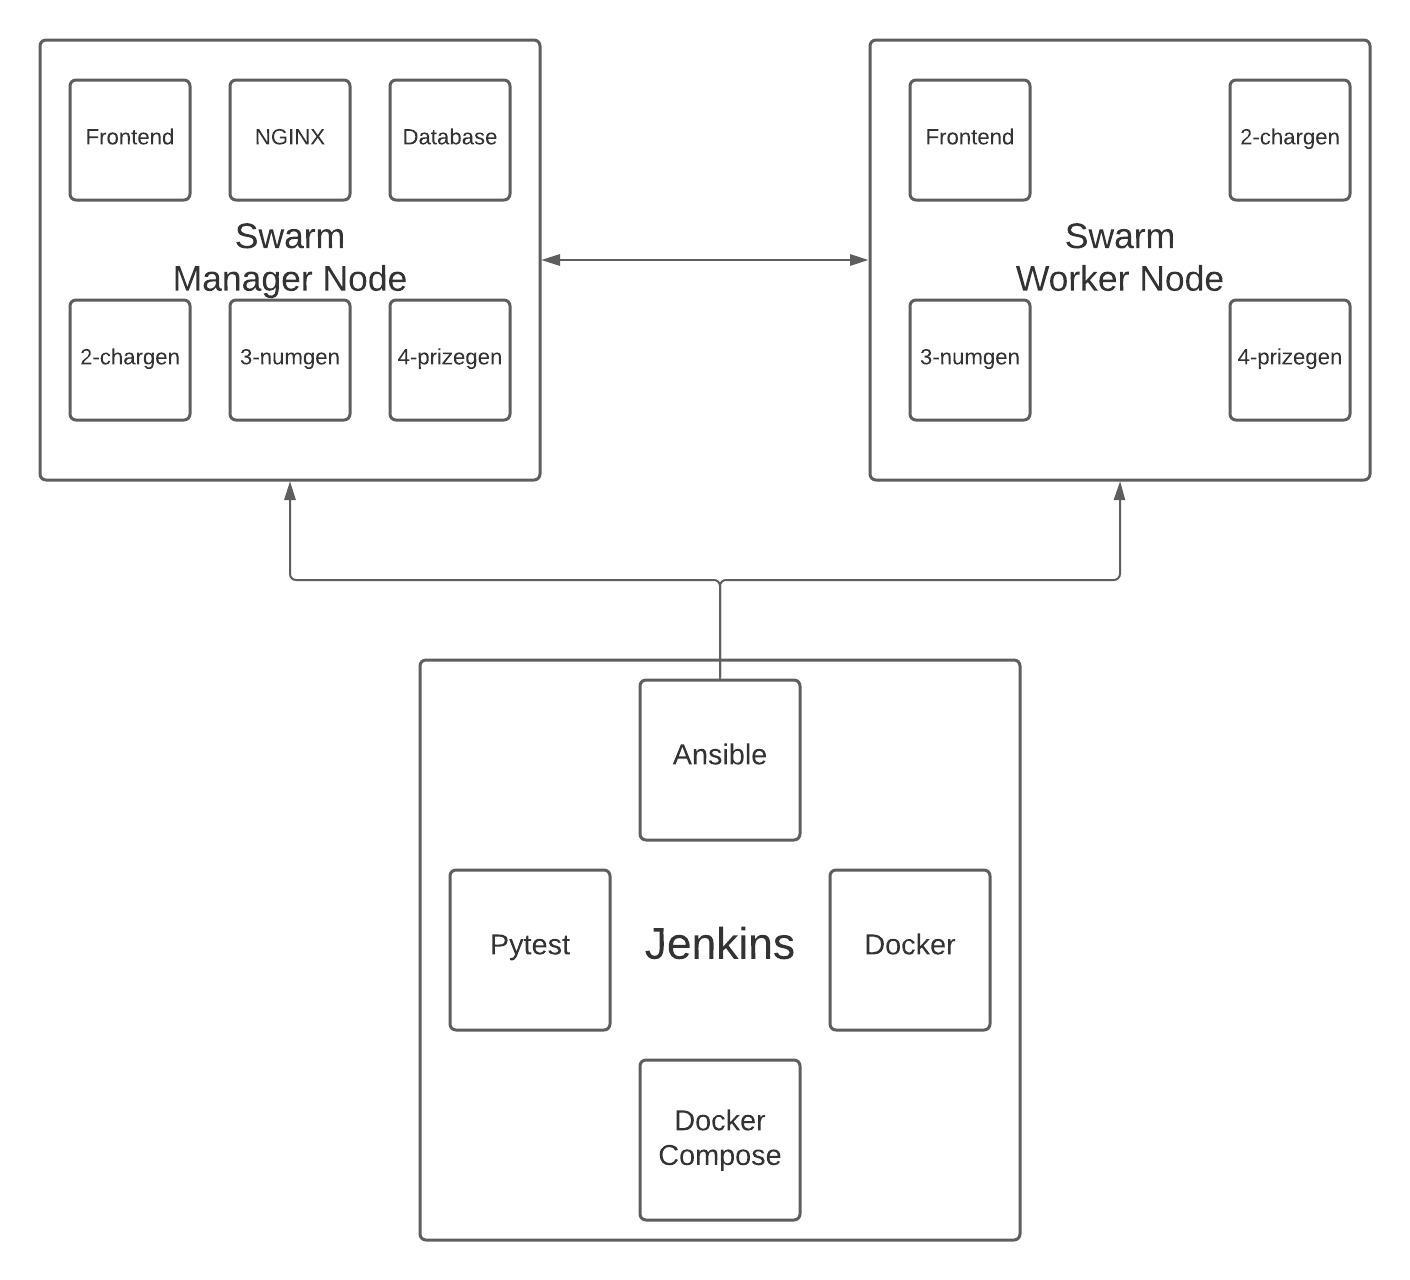 Frontend
NGINX
Database
Swarm
Manager Node
2-chargen
3-numgen
4-prizegen
Frontend
2-chargen
Swarm
Worker Node
3-numgen
4-prizegen
Ansible
Pytest
Jenkins
Docker
Docker
Compose